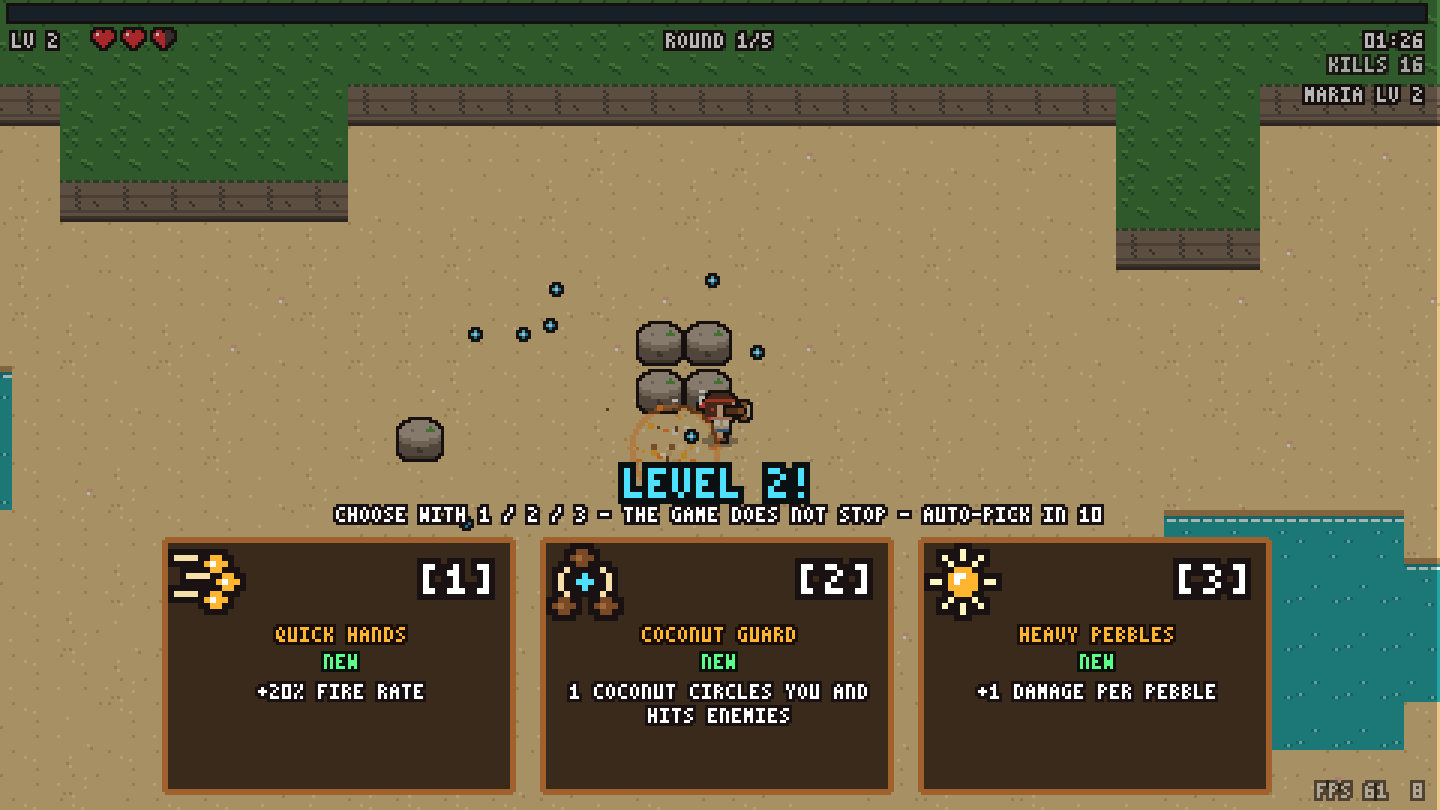 LV 2
ROUND 1/5
01:26
KILLS 16
MARIA LV 2
LEVEL 2!
CHOOSE WITH 1 / 2 / 3 - THE GAME DOES NOT STOP - AUTO-PICK IN 10
[1]
QUICK HANDS
NEW
+20% FIRE RATE
[2]
COCONUT GUARD
NEW
1 COCONUT CIRCLES YOU AND
HITS ENEMIES
[3]
HEAVY PEBBLES
NEW
+1 DAMAGE PER PEBBLE
FPS 61 8